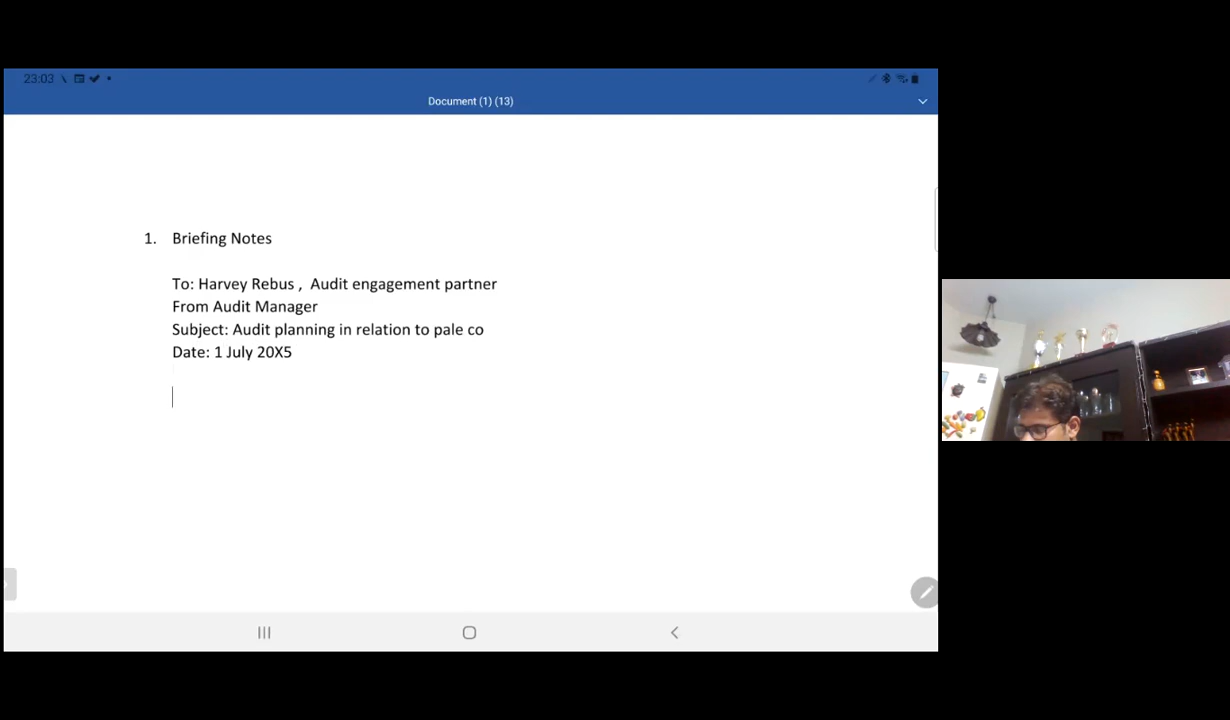 23:03
Document (1) (13)
1. Briefing Notes
To: Harvey Rebus , Audit engagement partner
From Audit Manager
Subject: Audit planning in relation to pale co
Date: 1 July 20X5